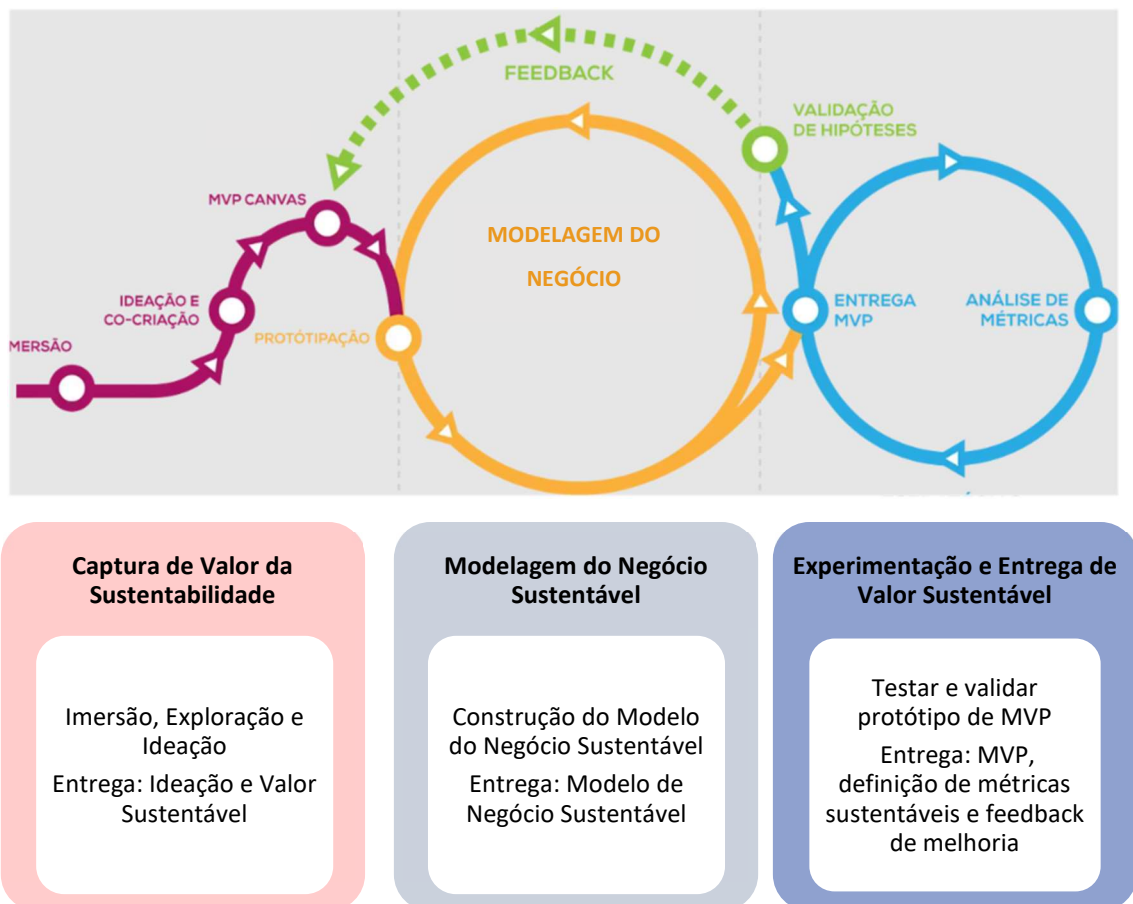 FEEDBACK
VALIDAÇÃO
DE HIPÓTESES
MVP CANVAS
MODELAGEM DO
NEGÓCIO
IDEAÇÃO E
CO-CRIAÇÃO
ENTREGA
MVP
ANÁLISE DE
MÉTRICAS
PROTÓTIPAÇÃO
MERSÃO
Captura de Valor da
Sustentabilidade
Imersão, Exploração e
Ideação
Entrega: Ideação e Valor
Sustentável
Modelagem do Negócio
Sustentável
Construção do Modelo
do Negócio Sustentável
Entrega: Modelo de
Negócio Sustentável
Experimentação e Entrega de
Valor Sustentável
Testar e validar
protótipo de MVP
Entrega: MVP,
definição de métricas
sustentáveis e feedback
de melhoria